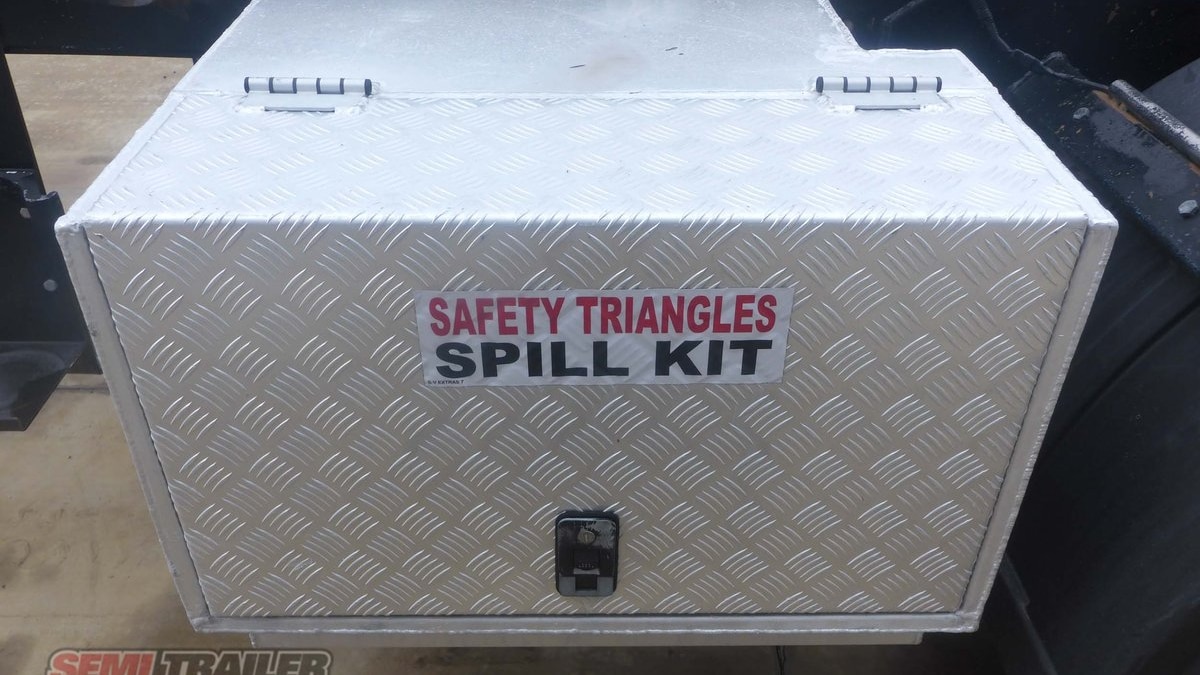 SAFETY TRIANGLES
SPILL KIT
SEMI TRAILER